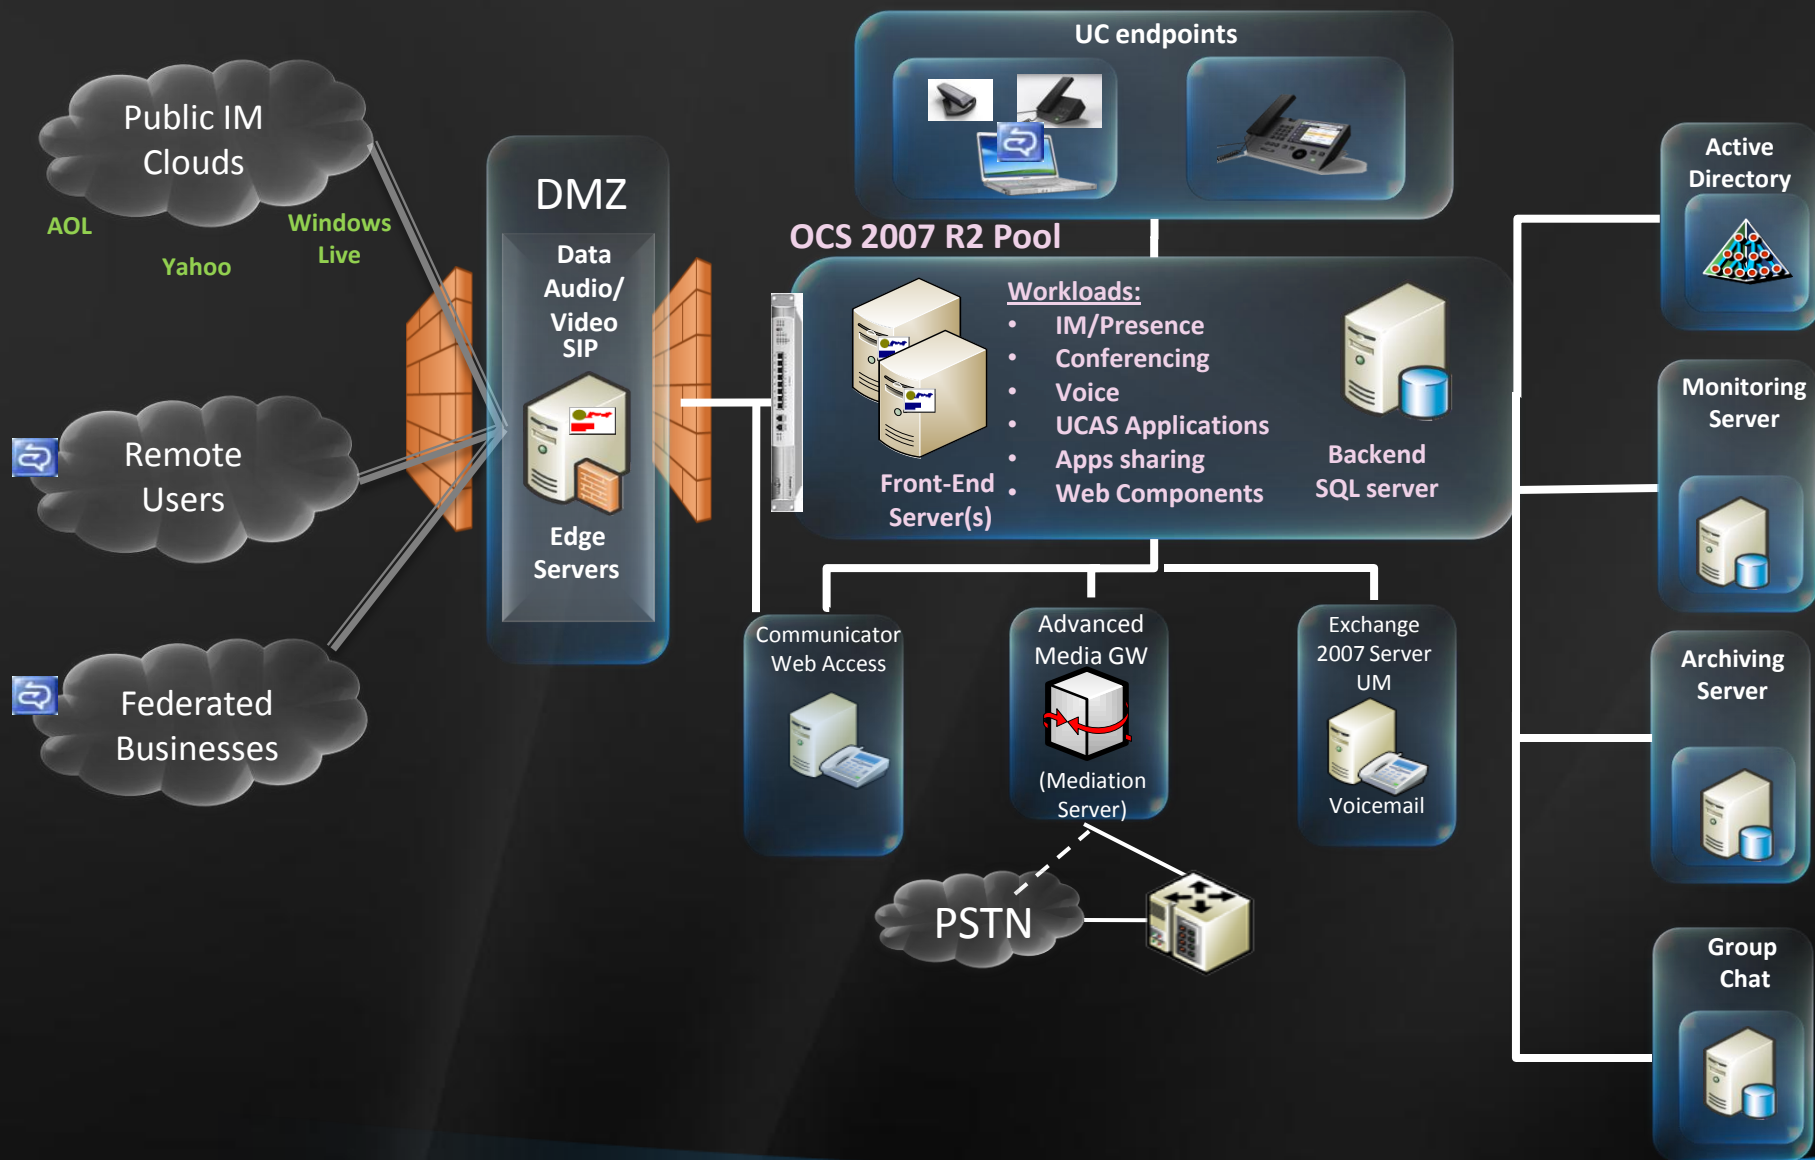 UC endpoints
Public IM
Clouds
AOL
Yahoo
Windows
Live
Remote
Users
Federated
Businesses
DMZ
Data
Audio/
Video
SIP
Edge
Servers
OCS 2007 R2 Pool
Front-End
Server(s)
Workloads:
• IM/Presence
• Conferencing
• Voice
• UCAS Applications
• Apps sharing
• Web Components
Backend
SQL server
Communicator
Web Access
Advanced
Media GW
(Mediation
Server)
Exchange
2007 Server
UM
Voicemail
PSTN
Active
Directory
Monitoring
Server
Archiving
Server
Group
Chat